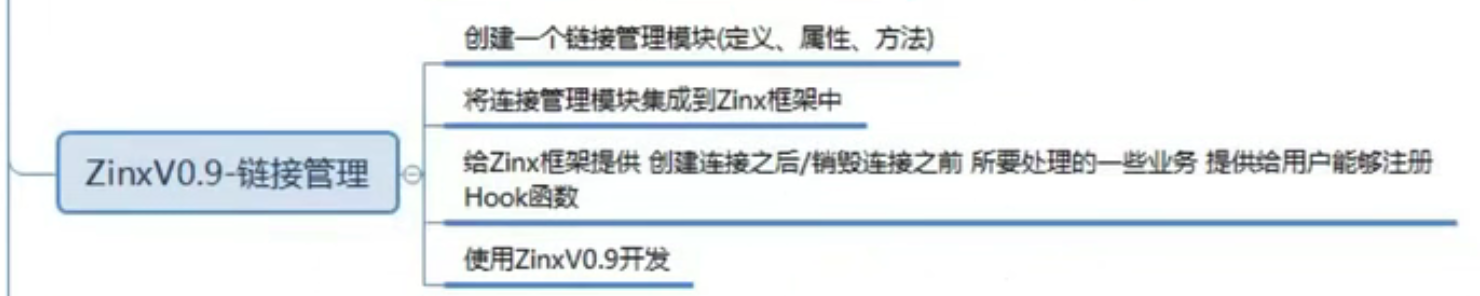 创建一个链接管理模块(定义、属性、方法)
将连接管理模块集成到Zinx框架中
ZinxV0.9-链接管理
给Zinx框架提供 创建连接之后/销毁连接之前 所要处理的一些业务 提供给用户能够注册
Hook函数
使用ZinxV0.9开发